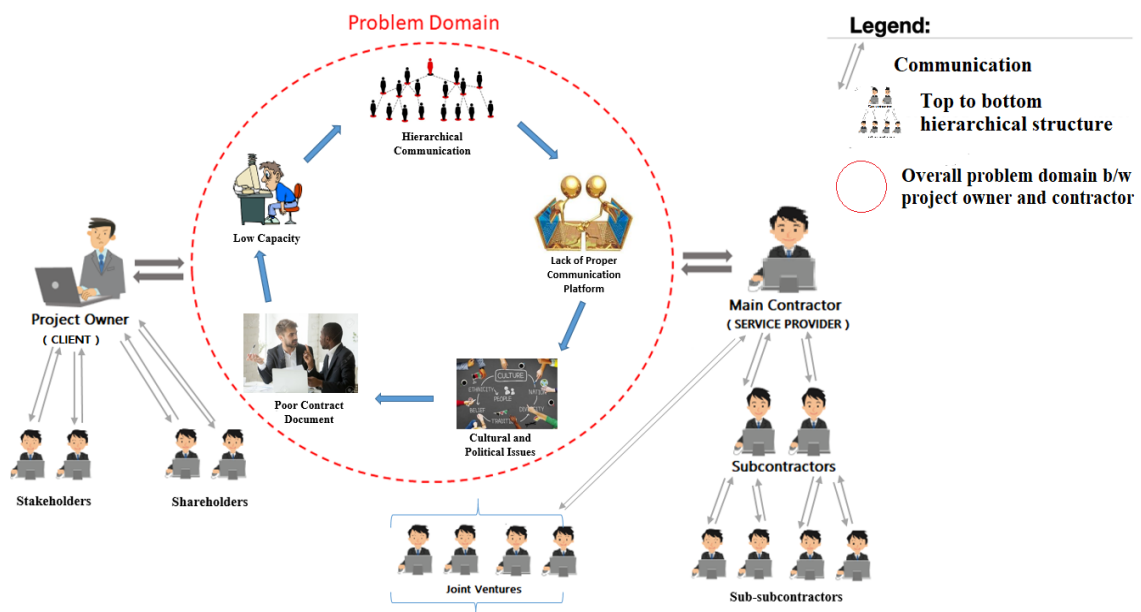 Problem Domain
Legend:
Communication
Top to bottom
hierarchical structure
Overall problem domain b/w
project owner and contractor
Hierarchical
Communication
Low Capacity
Lack of Proper
Communication
Platform
Project Owner
( CLIENT )
Main Contractor
( SERVICE PROVIDER )
CULTURE
ETHNICITY
NATION
PEOPLE
BELIEF
DIVERSITY
Poor Contract
Document
Cultural and
Political Issues
Subcontractors
Stakeholders
Shareholders
Joint Ventures
Sub-subcontractors